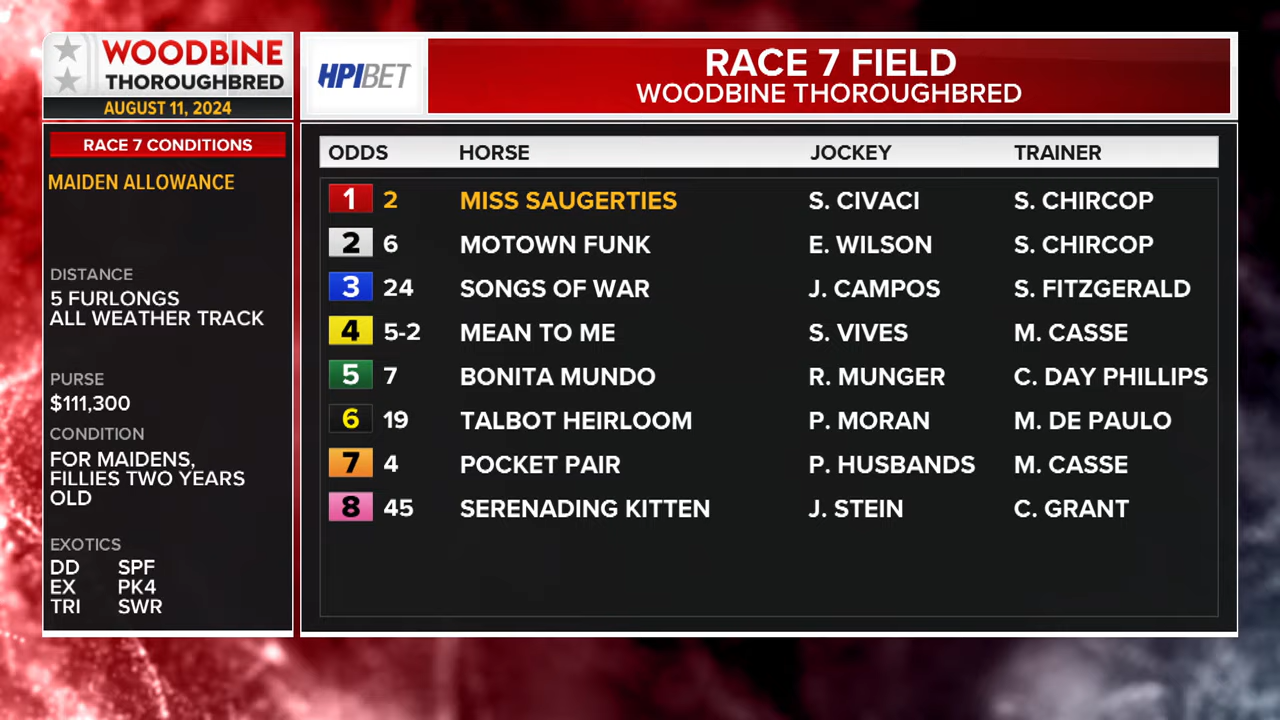 WOODBINE
THOROUGHBRED
AUGUST 11, 2024
HPIBET
RACE 7 FIELD
WOODBINE THOROUGHBRED
RACE 7 CONDITIONS
MAIDEN ALLOWANCE
DISTANCE
5 FURLONGS
ALL WEATHER TRACK
PURSE
$111,300
CONDITION
FOR MAIDENS,
FILLIES TWO YEARS
OLD
EXOTICS
DD SPF
EX PK4
TRI SWR
ODDS HORSE JOCKEY TRAINER
1 2 MISS SAUGERTIES S. CIVACI S. CHIRCOP
2 6 MOTOWN FUNK E. WILSON S. CHIRCOP
3 24 SONGS OF WAR J. CAMPOS S. FITZGERALD
4 5-2 MEAN TO ME S. VIVES M. CASSE
5 7 BONITA MUNDO R. MUNGER C. DAY PHILLIPS
6 19 TALBOT HEIRLOOM P. MORAN M. DE PAULO
7 4 POCKET PAIR P. HUSBANDS M. CASSE
8 45 SERENADING KITTEN J. STEIN C. GRANT